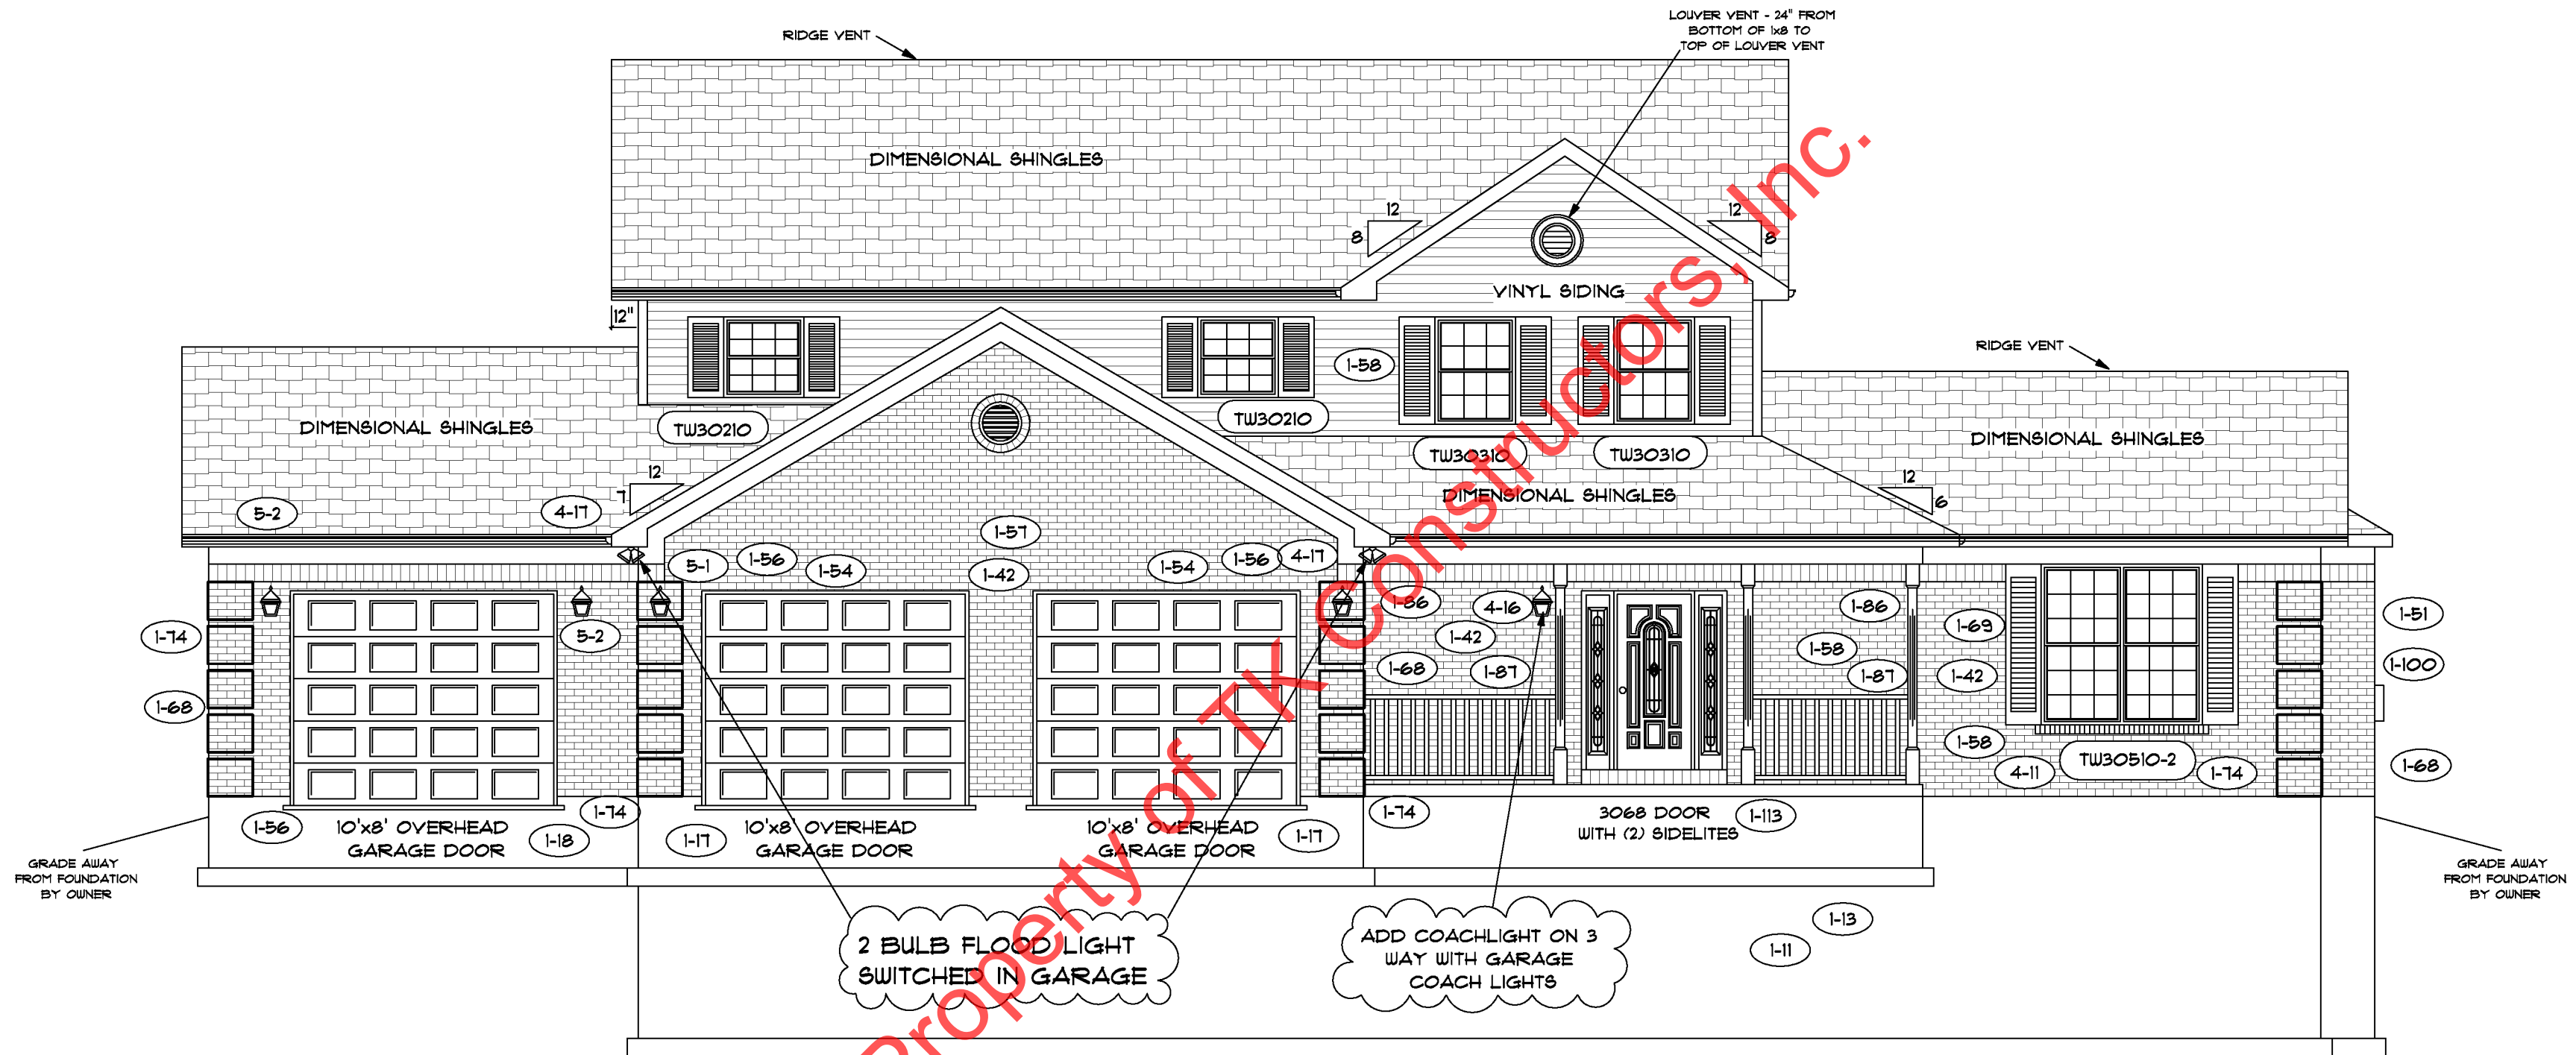 LOUVER VENT - 24" FROM
BOTTOM OF 1x8 TO
TOP OF LOUVER VENT
RIDGE VENT
DIMENSIONAL SHINGLES
12
8
12
8
VINYL SIDING
12"
RIDGE VENT
1-58
TW30210
TW30210
DIMENSIONAL SHINGLES
DIMENSIONAL SHINGLES
TW30310
TW30310
12
7
DIMENSIONAL SHINGLES
12
6
5-2
4-17
1-57
5-1
1-56
1-54
1-42
1-54
1-56
4-17
1-86
4-16
1-86
1-69
1-51
1-74
5-2
1-42
1-58
1-68
1-87
1-87
1-42
1-100
1-68
1-58
TW30510-2
4-11
1-74
1-68
1-56
10'x8' OVERHEAD
GARAGE DOOR
1-18
1-74
1-17
10'x8' OVERHEAD
GARAGE DOOR
10'x8' OVERHEAD
GARAGE DOOR
1-17
1-74
3068 DOOR
WITH (2) SIDELITES
1-113
GRADE AWAY
FROM FOUNDATION
BY OWNER
GRADE AWAY
FROM FOUNDATION
BY OWNER
2 BULB FLOOD LIGHT
SWITCHED IN GARAGE
ADD COACHLIGHT ON 3
WAY WITH GARAGE
COACH LIGHTS
1-13
1-11
Property of TK Constructors, Inc.